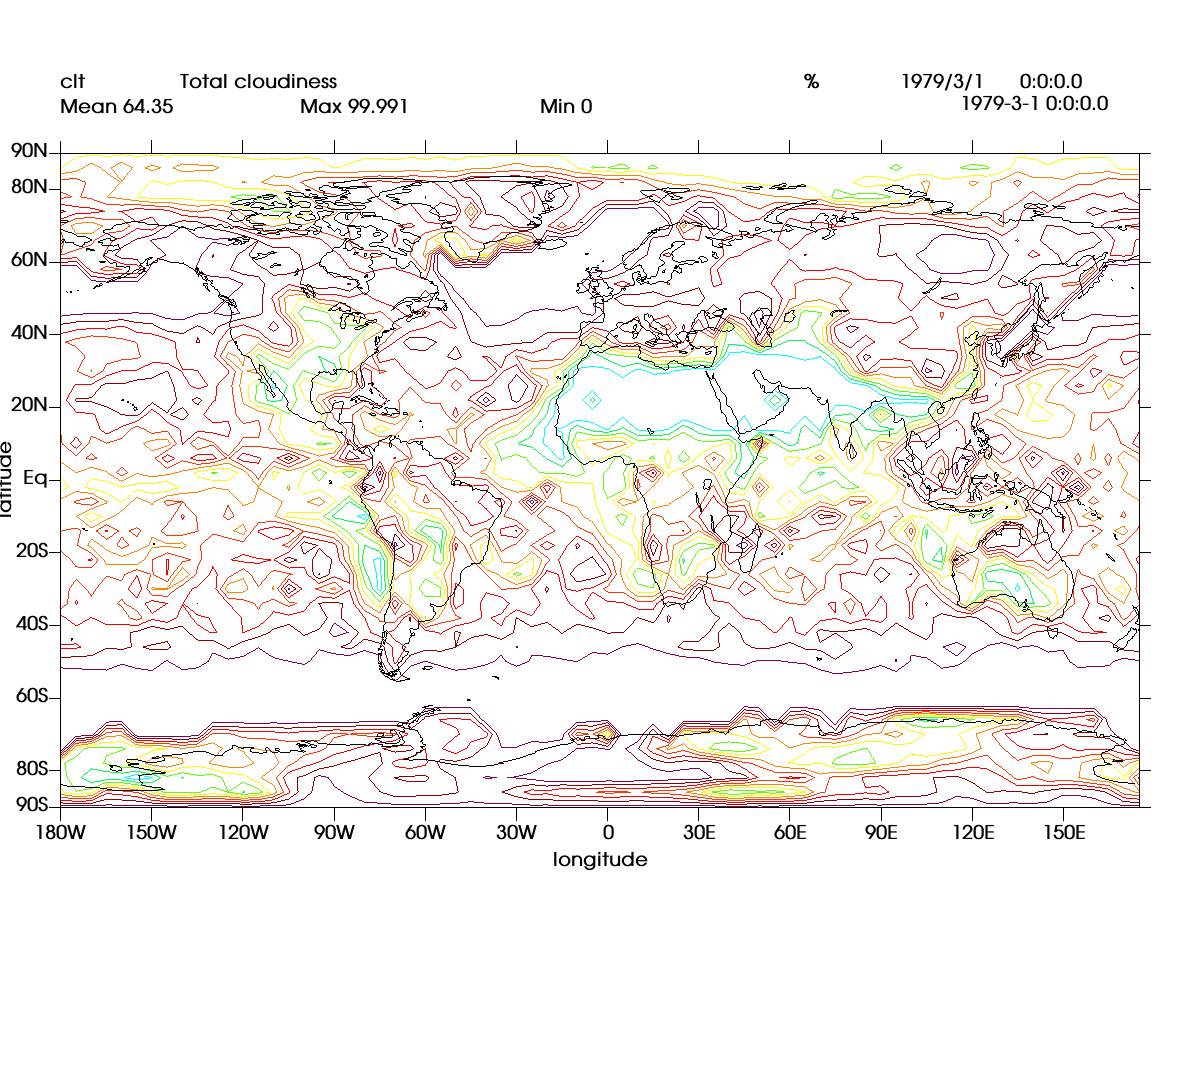 clt Total cloudiness % 1979/3/1 0:0:0.0
Mean 64.35 Max 99.991 Min 0 1979-3-1 0:0:0.0
90N
80N
60N
40N
20N
Eq
20S
40S
60S
80S
90S
latitude
180W 150W 120W 90W 60W 30W 0 30E 60E 90E 120E 150E
longitude